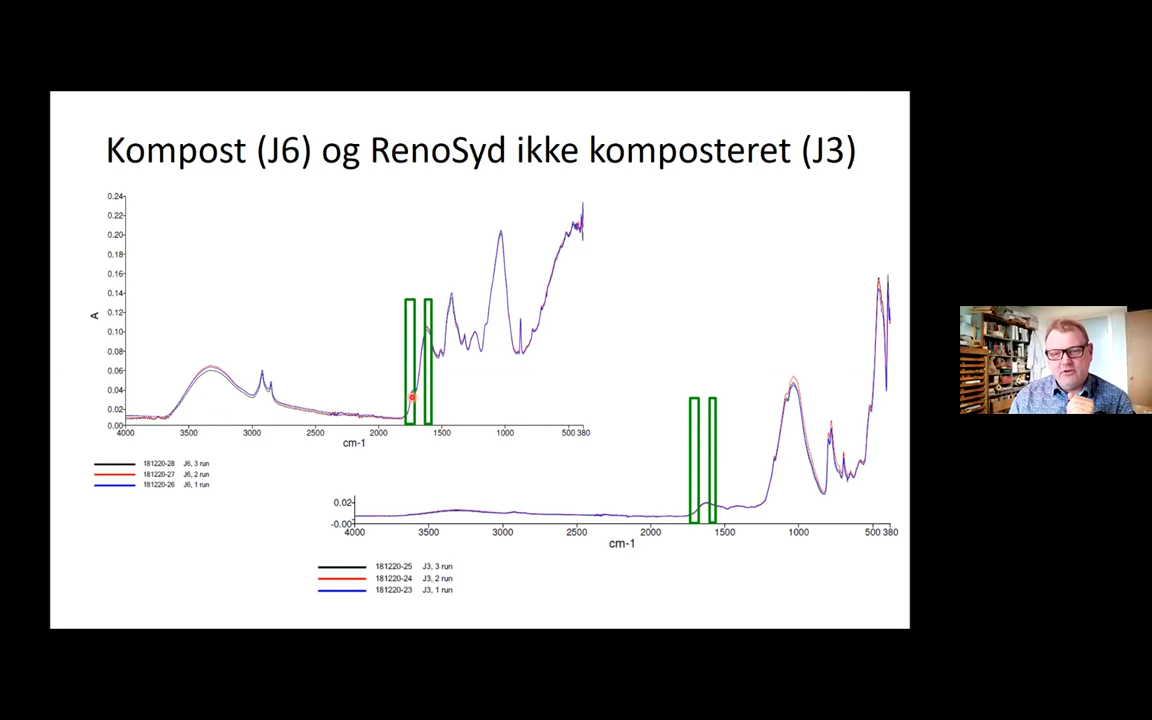 Kompost (J6) og RenoSyd ikke komposteret (J3)
0.24
0.22
0.20
0.18
0.16
0.14
A
0.12
0.10
0.08
0.06
0.04
0.02
0.00
4000 3500 3000 2500 2000 1500 1000 500 380
cm-1
181220-28 J6, 3 run
181220-27 J6, 2 run
181220-26 J6, 1 run
0.02
-0.00
4000 3500 3000 2500 2000 1500 1000 500 380
cm-1
181220-25 J3, 3 run
181220-24 J3, 2 run
181220-23 J3, 1 run